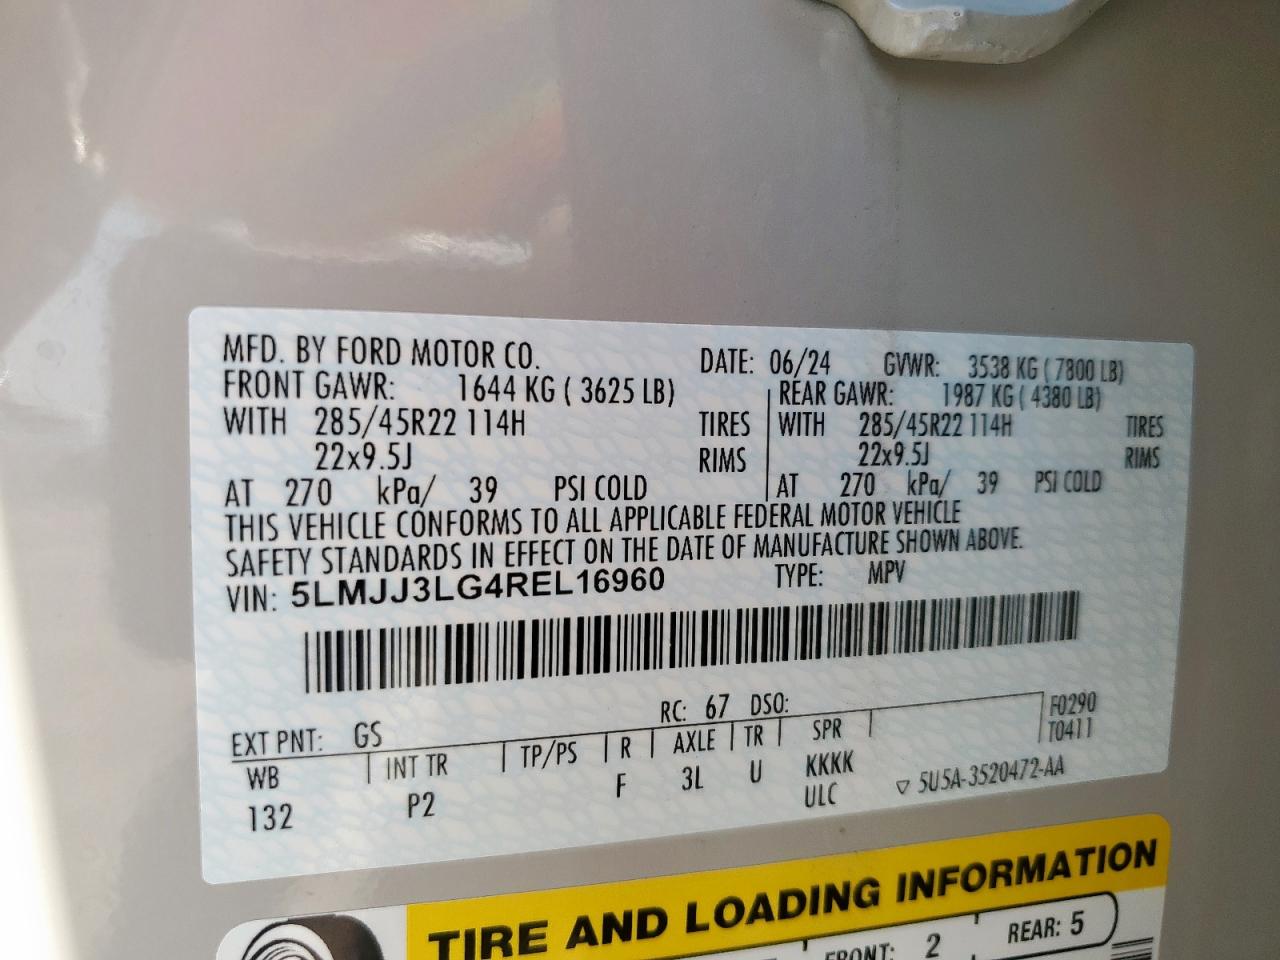 MFD. BY FORD MOTOR CO. DATE: 06/24 GVWR: 3538 KG ( 7800 LB)
FRONT GAWR: 1644 KG ( 3625 LB) REAR GAWR: 1987 KG ( 4380 LB)
WITH 285/45R22 114H TIRES WITH 285/45R22 114H TIRES
22x9.5J RIMS 22x9.5J RIMS
AT 270 kPa/ 39 PSI COLD AT 270 kPa/ 39 PSI COLD
THIS VEHICLE CONFORMS TO ALL APPLICABLE FEDERAL MOTOR VEHICLE
SAFETY STANDARDS IN EFFECT ON THE DATE OF MANUFACTURE SHOWN ABOVE.
VIN: 5LMJJ3LG4REL16960 TYPE: MPV
EXT PNT: GS RC: 67 DSO: F0290
WB INT TR TP/PS R AXLE TR SPR T0411
132 P2 F 3L U KKKK
ULC ▽ 5U5A-3520472-AA
TIRE AND LOADING INFORMATION
FRONT: 2 REAR: 5